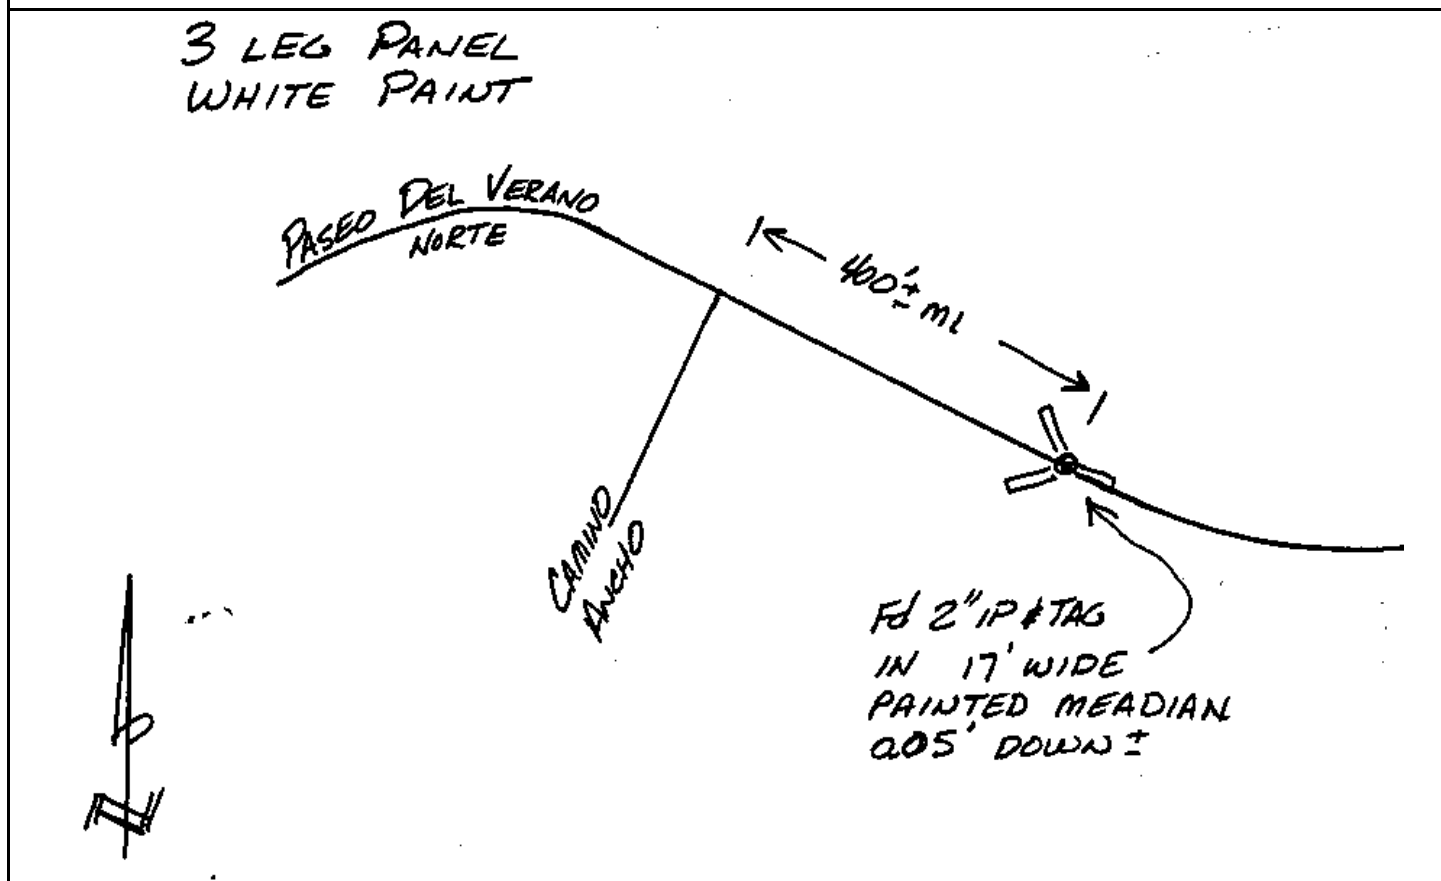 3 LEG PANEL
WHITE PAINT
PASEO DEL VERANO
NORTE
400'± ML
CAMINO
ANCHO
Fd 2" IP & TAG
IN 17' WIDE
PAINTED MEADIAN
0.05' DOWN ±
N